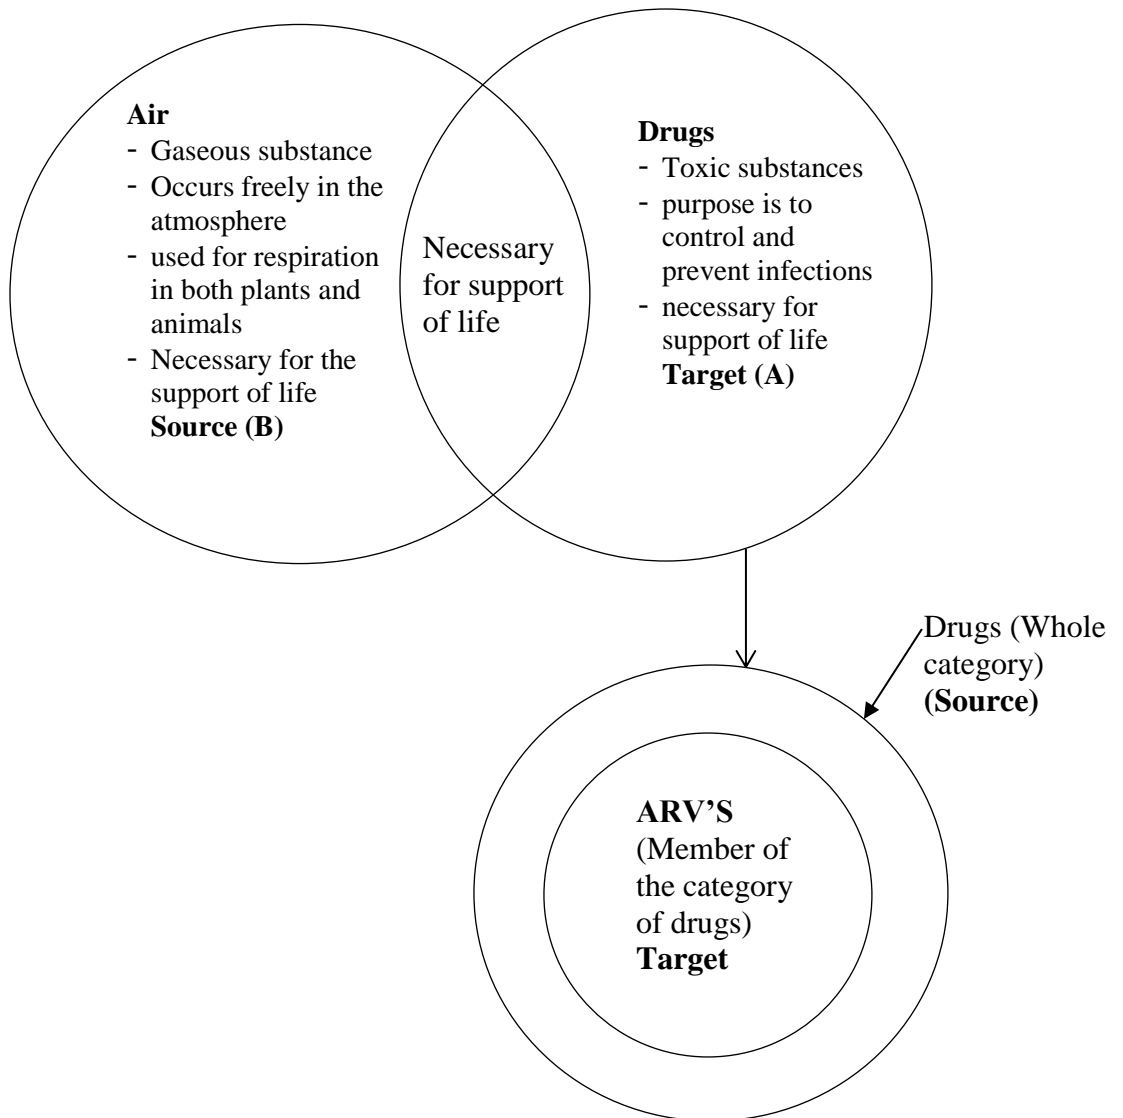 Air
- Gaseous substance
- Occurs freely in the
atmosphere
- used for respiration
in both plants and
animals
- Necessary for the
support of life
Source (B)
Necessary
for support
of life
Drugs
- Toxic substances
- purpose is to
control and
prevent infections
- necessary for
support of life
Target (A)
Drugs (Whole
category)
(Source)
ARV’S
(Member of
the category
of drugs)
Target